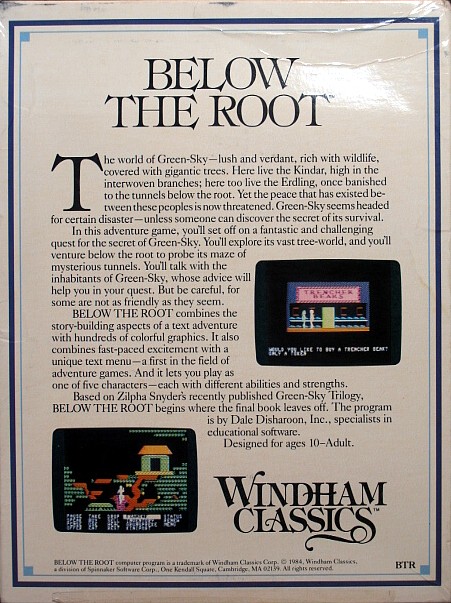 BELOW
THE ROOT™
The world of Green-Sky—lush and verdant, rich with wildlife,
covered with gigantic trees. Here live the Kindar, high in the
interwoven branches; here too live the Erdling, once banished
to the tunnels below the root. Yet the peace that has existed be-
tween these peoples is now threatened. Green-Sky seems headed
for certain disaster—unless someone can discover the secret of its survival.
In this adventure game, you'll set off on a fantastic and challenging
quest for the secret of Green-Sky. You'll explore its vast tree-world, and you'll
venture below the root to probe its maze of
mysterious tunnels. You'll talk with the
inhabitants of Green-Sky, whose advice will
help you in your quest. But be careful, for
some are not as friendly as they seem.
BELOW THE ROOT combines the
story-building aspects of a text adventure
with hundreds of colorful graphics. It also
combines fast-paced excitement with a
unique text menu—a first in the field of
adventure games. And it lets you play as
one of five characters—each with different abilities and strengths.
Based on Zilpha Snyder's recently published Green-Sky Trilogy,
BELOW THE ROOT begins where the final book leaves off. The program
is by Dale Disharoon, Inc., specialists in
educational software.
Designed for ages 10–Adult.
TRENCHER
BEAKS
WOULD YOU LIKE TO BUY A TRENCHER BEAK?
ONLY A TOKEN
WINDHAM
CLASSICS™
BELOW THE ROOT computer program is a trademark of Windham Classics Corp. © 1984, Windham Classics,
a division of Spinnaker Software Corp., One Kendall Square, Cambridge, MA 02139. All rights reserved.
BTR